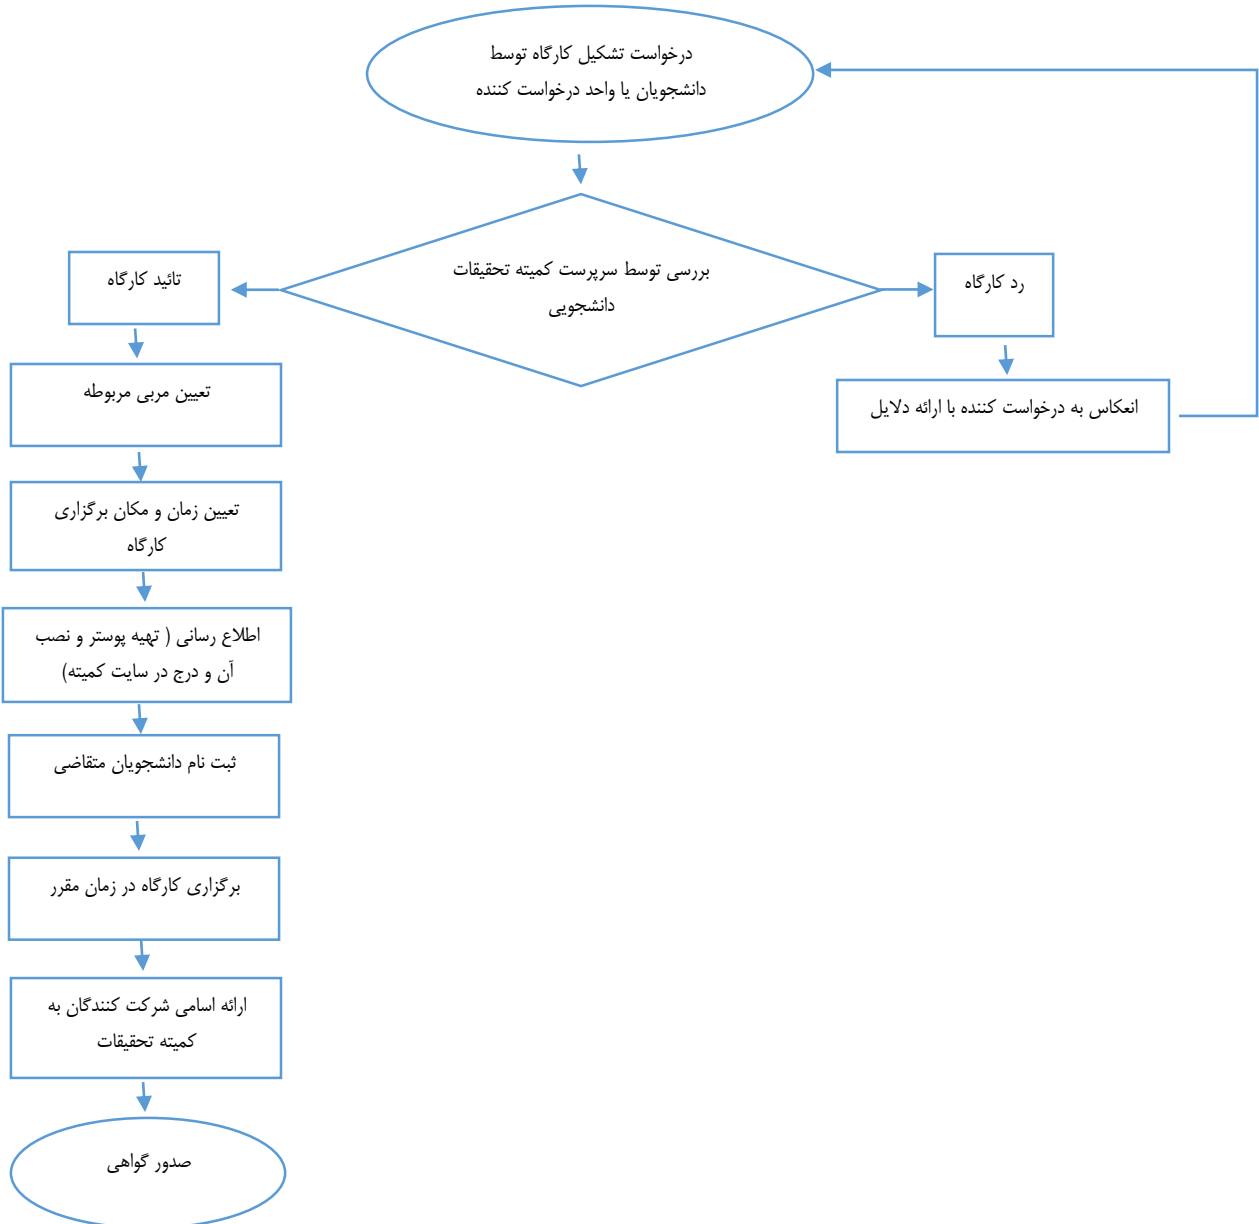 درخواست تشکیل کارگاه توسط
دانشجویان یا واحد درخواست کننده
بررسی توسط سرپرست کمیته تحقیقات
دانشجویی
رد کارگاه
انعکاس به درخواست کننده با ارائه دلایل
تائید کارگاه
تعیین مربی مربوطه
تعیین زمان و مکان برگزاری
کارگاه
اطلاع رسانی ( تهیه پوستر و نصب
آن و درج در سایت کمیته)
ثبت نام دانشجویان متقاضی
برگزاری کارگاه در زمان مقرر
ارائه اسامی شرکت کنندگان به
کمیته تحقیقات
صدور گواهی